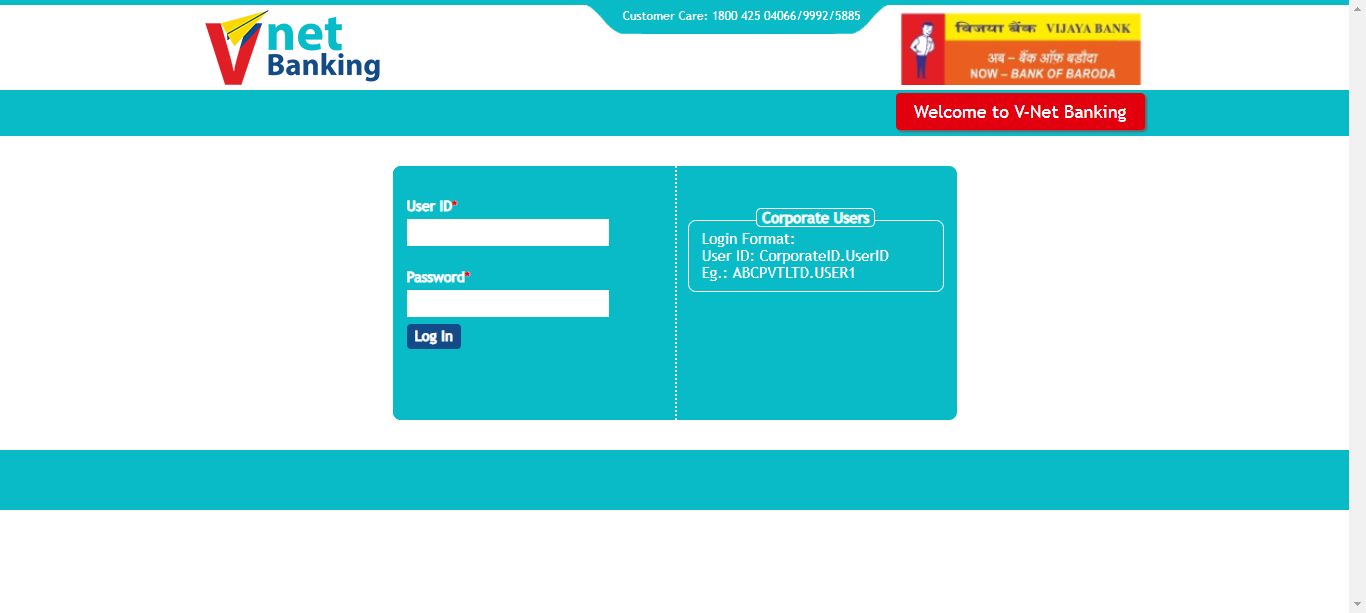 Vnet
Banking
Customer Care: 1800 425 04066/9992/5885
विजया बैंक VIJAYA BANK
अब – बैंक ऑफ़ बड़ौदा
NOW – BANK OF BARODA
Welcome to V-Net Banking
User ID*
Password*
Log In
Corporate Users
Login Format:
User ID: CorporateID.UserID
Eg.: ABCPVTLTD.USER1